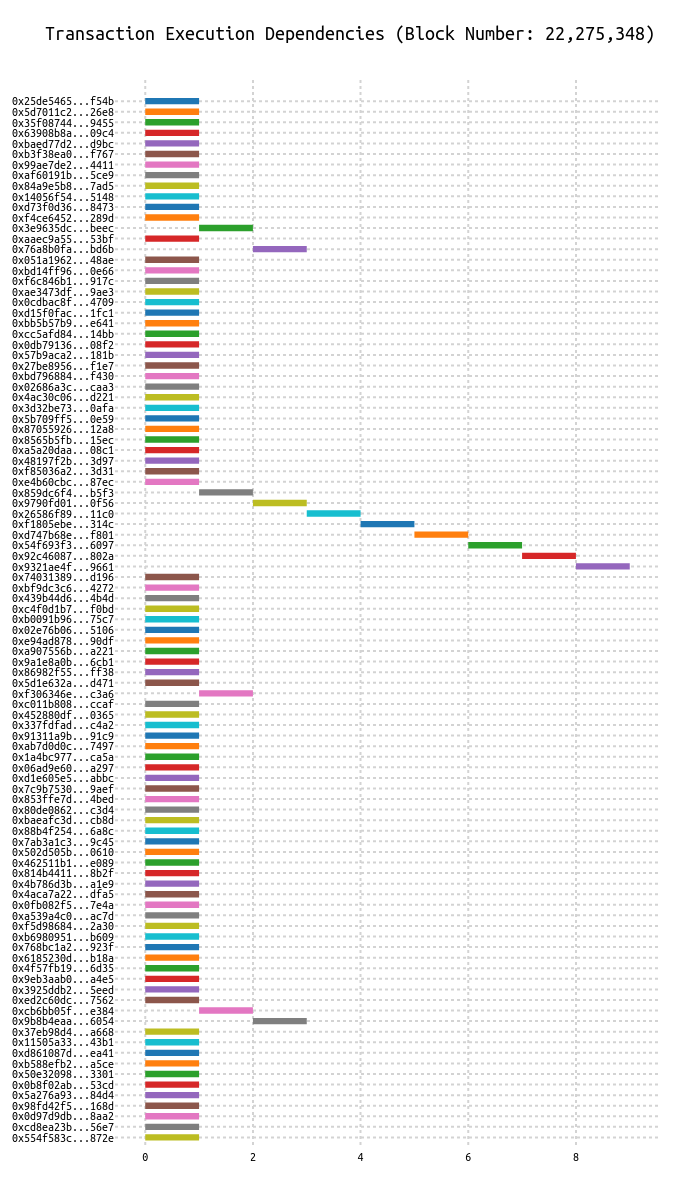 Transaction Execution Dependencies (Block Number: 22,275,348)
0x25de5465...f54b
0x5d7011c2...26e8
0x35f08744...9455
0x63908b8a...09c4
0xbaed77d2...d9bc
0xb3f38ea0...f767
0x99ae7de2...4411
0xaf60191b...5ce9
0x84a9e5b8...7ad5
0x14056f54...5148
0xd73f0d36...8473
0xf4ce6452...289d
0x3e9635dc...beec
0xaaec9a55...53bf
0x76a8b0fa...bd6b
0x051a1962...48ae
0xbd14ff96...0e66
0xf6c846b1...917c
0xae3473df...9ae3
0x0cdbac8f...4709
0xd15f0fac...1fc1
0xbb5b57b9...e641
0xcc5afd84...14bb
0x0db79136...08f2
0x57b9aca2...181b
0x27be8956...f1e7
0xbd796884...f430
0x02686a3c...caa3
0x4ac30c06...d221
0x3d32be73...0afa
0x5b709ff5...0e59
0x87055926...12a8
0x8565b5fb...15ec
0xa5a20daa...08c1
0x48197f2b...3d97
0xf85036a2...3d31
0xe4b60cbc...87ec
0x859dc6f4...b5f3
0x9790fd01...0f56
0x26586f89...11c0
0xf1805ebe...314c
0xd747b68e...f801
0x54f693f3...6097
0x92c46087...802a
0x9321ae4f...9661
0x74031389...d196
0xbf9dc3c6...4272
0x439b44d6...4b4d
0xc4f0d1b7...f0bd
0xb0091b96...75c7
0x02e76b06...5106
0xe94ad878...90df
0xa907556b...a221
0x9a1e8a0b...6cb1
0x86982f55...ff38
0x5d1e632a...d471
0xf306346e...c3a6
0xc011b808...ccaf
0x452880df...0365
0x337fdfad...c4a2
0x91311a9b...91c9
0xab7d0d0c...7497
0x1a4bc977...ca5a
0x06ad9e60...a297
0xd1e605e5...abbc
0x7c9b7530...9aef
0x853ffe7d...4bed
0x80de0862...c3d4
0xbaeafc3d...cb8d
0x88b4f254...6a8c
0x7ab3a1c3...9c45
0x502d505b...0610
0x462511b1...e089
0x814b4411...8b2f
0x4b786d3b...a1e9
0x4aca7a22...dfa5
0x0fb082f5...7e4a
0xa539a4c0...ac7d
0xf5d98684...2a30
0xb6980951...b609
0x768bc1a2...923f
0x6185230d...b18a
0x4f57fb19...6d35
0x9eb3aab0...a4e5
0x3925ddb2...5eed
0xed2c60dc...7562
0xcb6bb05f...e384
0x9b8b4eaa...6054
0x37eb98d4...a668
0x11505a33...43b1
0xd861087d...ea41
0xb588efb2...a5ce
0x50e32098...3301
0x0b8f02ab...53cd
0x5a276a93...84d4
0x98fd42f5...168d
0x0d97d9db...8aa2
0xcd8ea23b...56e7
0x554f583c...872e
0 2 4 6 8